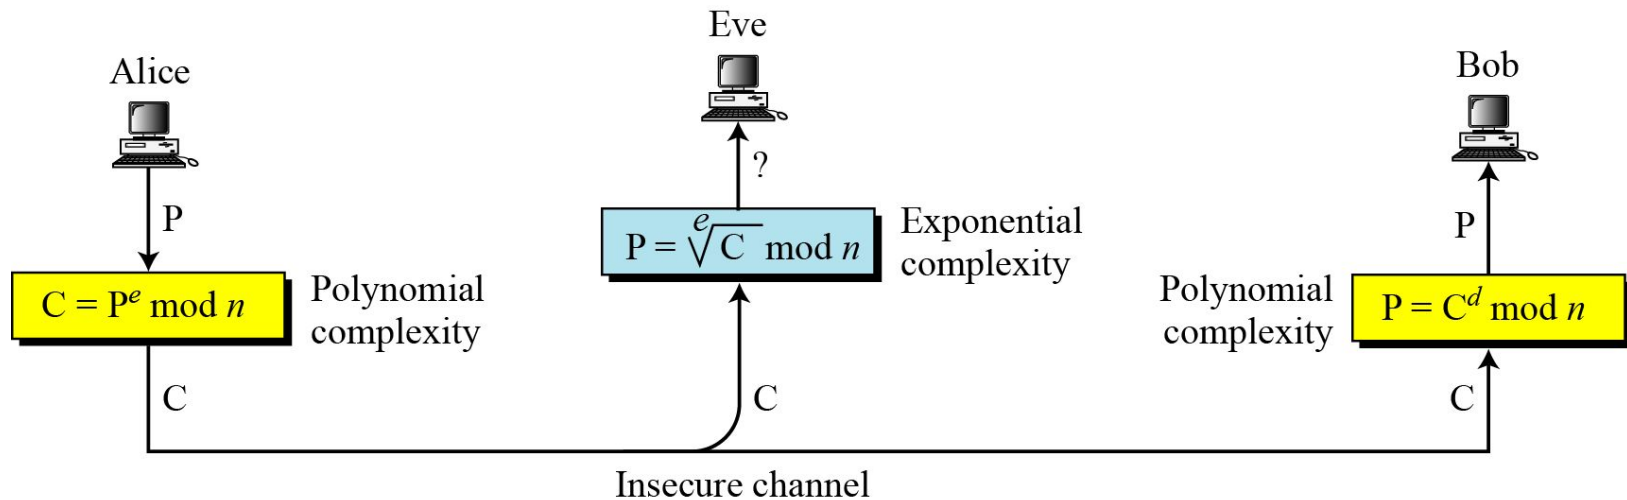 Eve
Alice
Bob
P
?
P
C = Pᵉ mod n
Polynomial
complexity
P = ᵉ√C mod n
Exponential
complexity
Polynomial
complexity
P = Cᵈ mod n
C
C
C
Insecure channel